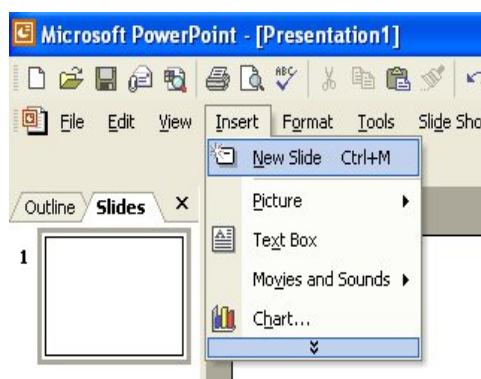 Microsoft PowerPoint - [Presentation1]
ABC
File Edit View Insert Format Tools Slide Sho
New Slide Ctrl+M
Picture
Text Box
Movies and Sounds
Chart...
Outline Slides X
1